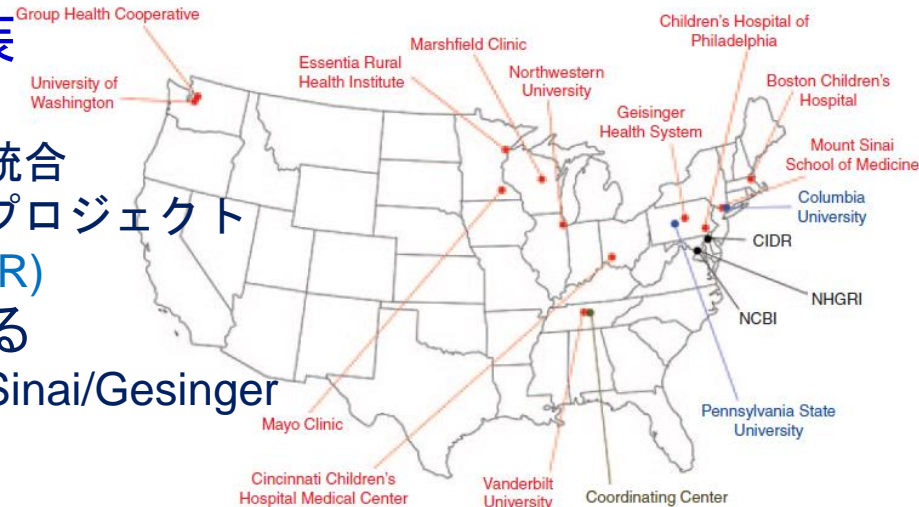 装
統合
プロジェクト
R)
る
Sinai/Gesinger
Group Health Cooperative
University of
Washington
Essentia Rural
Health Institute
Marshfield Clinic
Northwestern
University
Children's Hospital of
Philadelphia
Geisinger
Health System
Boston Children's
Hospital
Mount Sinai
School of Medicine
Columbia
University
CIDR
NHGRI
NCBI
Pennsylvania State
University
Mayo Clinic
Cincinnati Children's
Hospital Medical Center
Vanderbilt
University
Coordinating Center